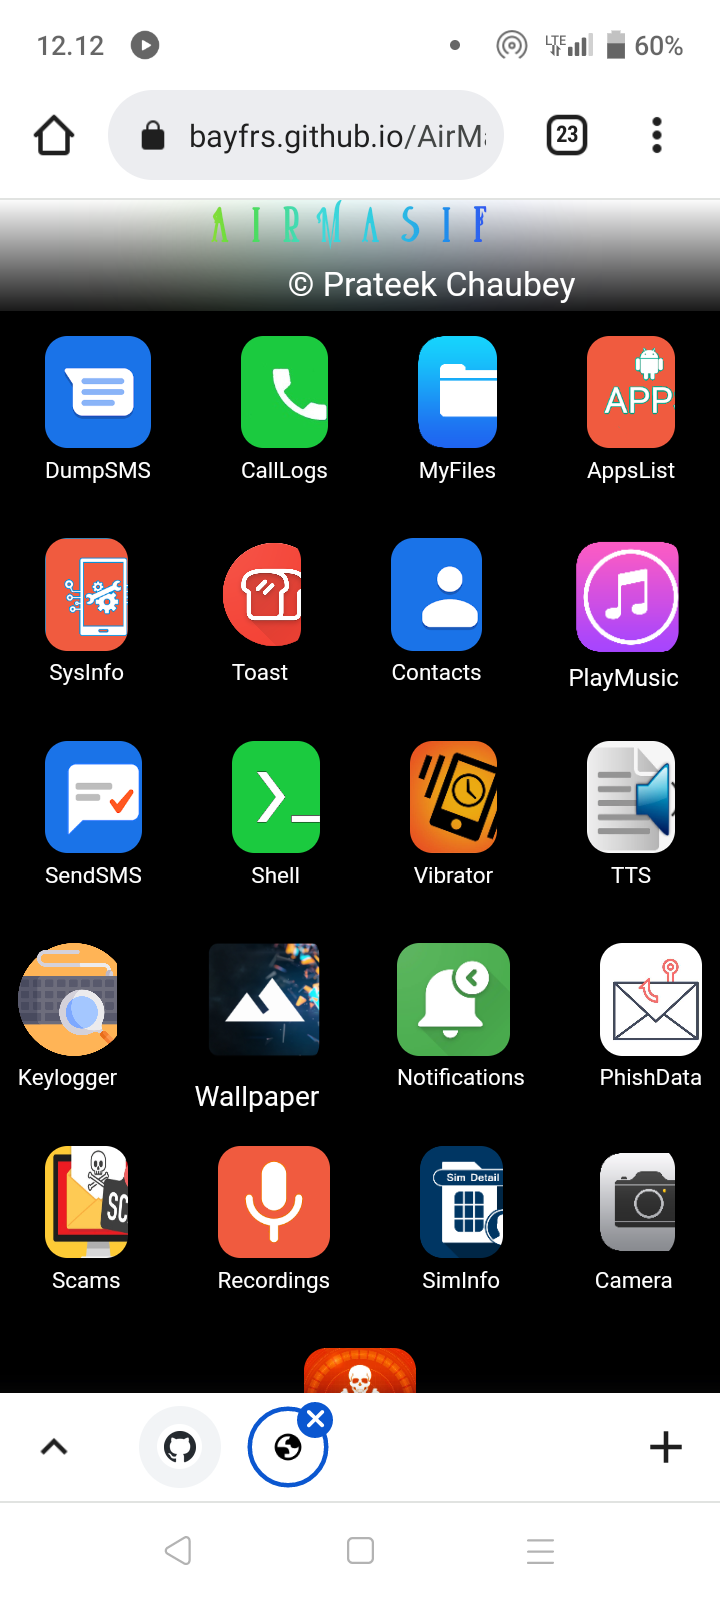 12.12 LTE 60%
bayfrs.github.io/AirMa 23
AIRMASIF
© Prateek Chaubey
APP
DumpSMS CallLogs MyFiles AppsList
SysInfo Toast Contacts PlayMusic
SendSMS Shell Vibrator TTS
Keylogger Wallpaper Notifications PhishData
SC Sim Detail
Scams Recordings SimInfo Camera